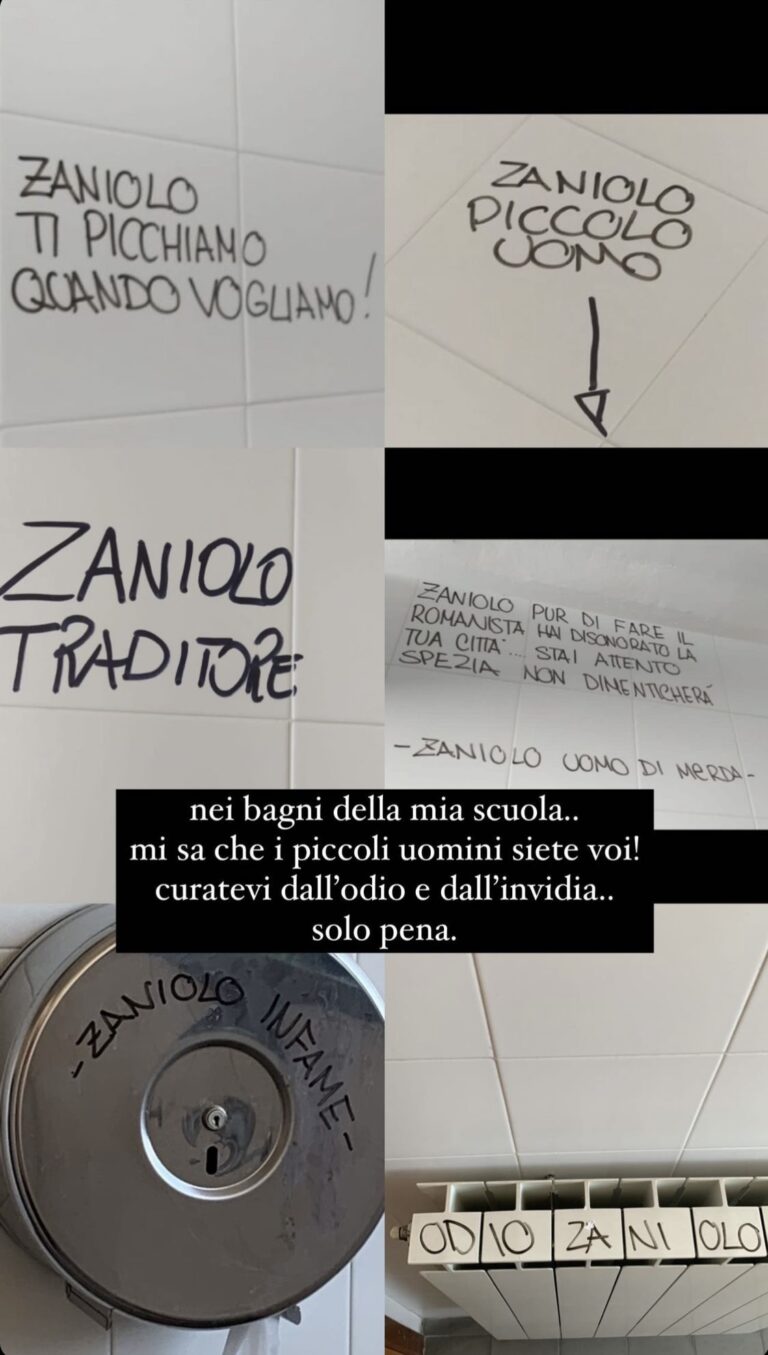 ZANIOLO
TI PICCHIAMO
QUANDO VOGLIAMO!
ZANIOLO
PICCOLO
UOMO
ZANIOLO
TRADITORE
ZANIOLO PUR DI FARE IL
ROMANISTA HAI DISONORATO LA
TUA CITTA'.... STAI ATTENTO
SPEZIA NON DIMENTICHERÁ
-ZANIOLO UOMO DI MERDA-
nei bagni della mia scuola..
mi sa che i piccoli uomini siete voi!
curatevi dall'odio e dall'invidia..
solo pena.
-ZANIOLO INFAME-
ODIO ZANIOLO